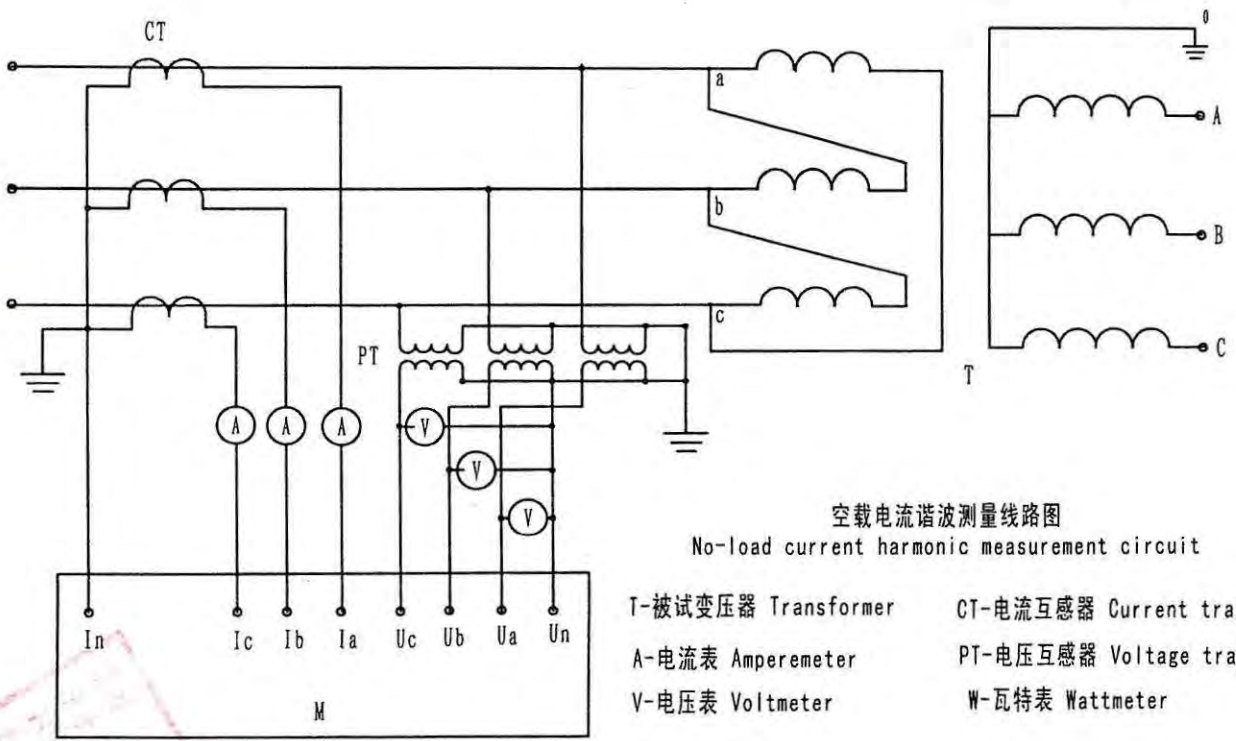 CT
0
a
A
b
B
c
C
PT
T
A A A
V
V
V
空载电流谐波测量线路图
No-load current harmonic measurement circuit
T-被试变压器 Transformer CT-电流互感器 Current tra
A-电流表 Amperemeter PT-电压互感器 Voltage tra
V-电压表 Voltmeter W-瓦特表 Wattmeter
In Ic Ib Ia Uc Ub Ua Un
M